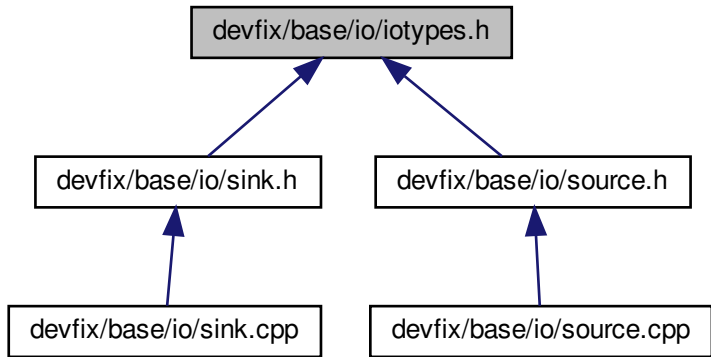 devfix/base/io/iotypes.h
devfix/base/io/sink.h
devfix/base/io/source.h
devfix/base/io/sink.cpp
devfix/base/io/source.cpp